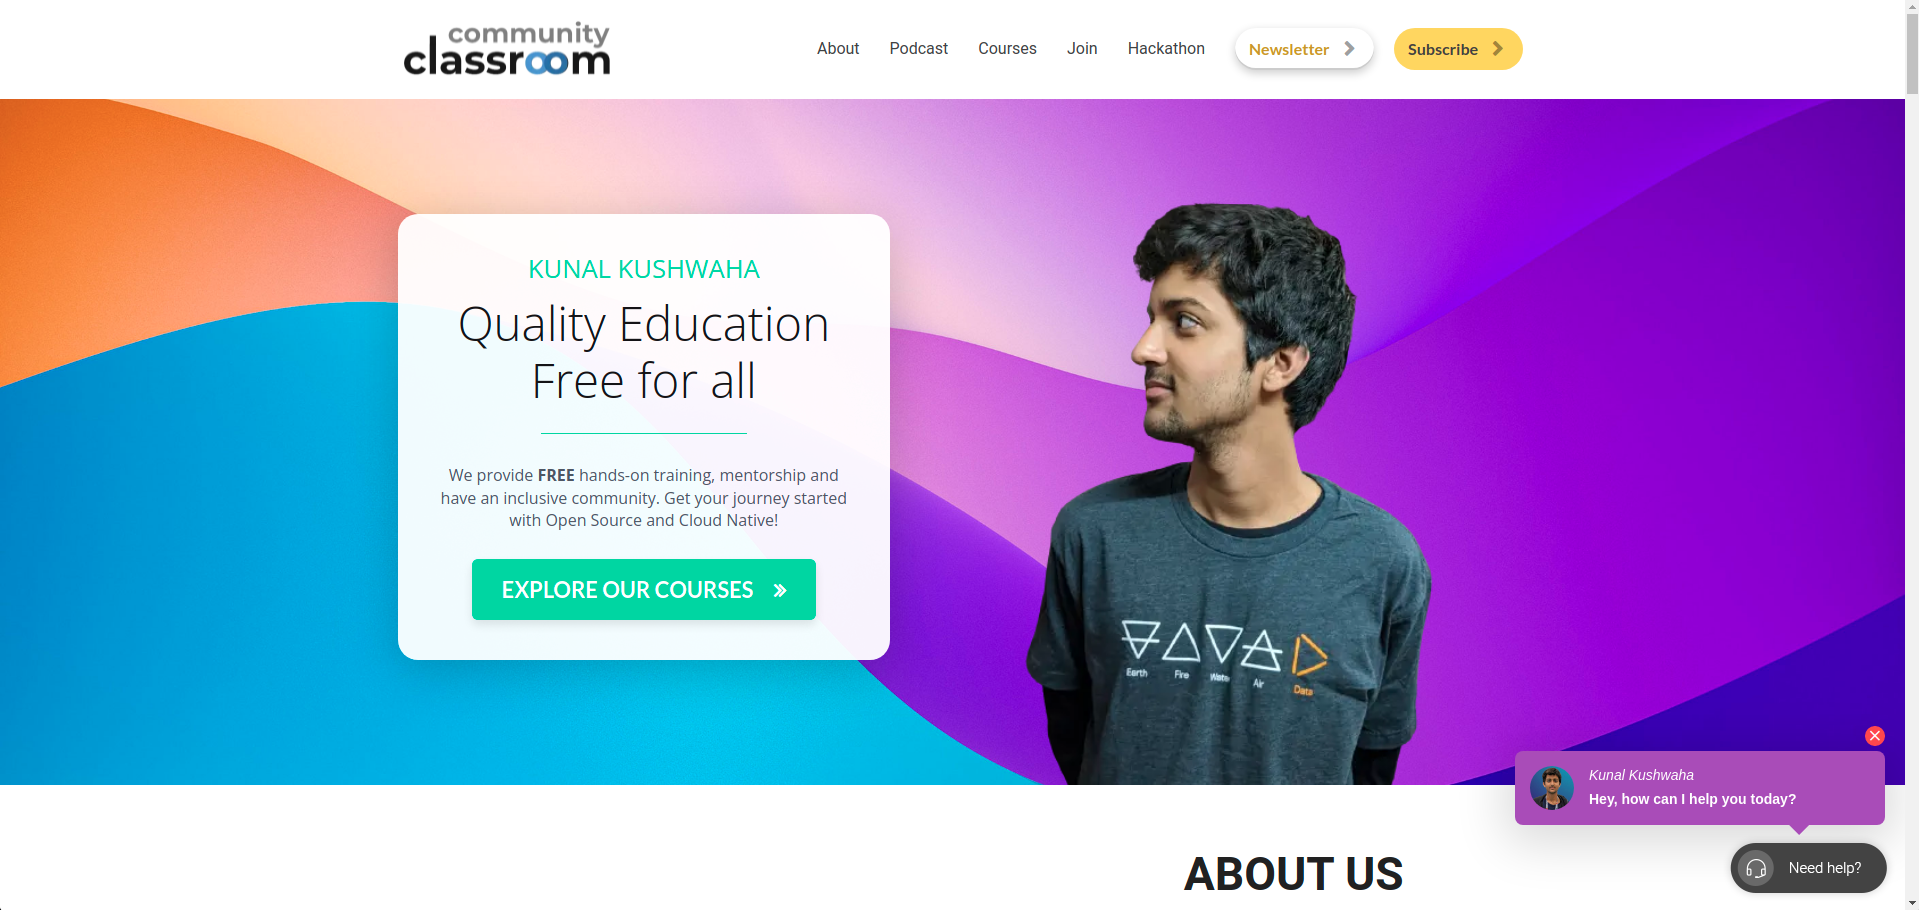 community
classroom
About
Podcast
Courses
Join
Hackathon
Newsletter
Subscribe
KUNAL KUSHWAHA
Quality Education
Free for all
We provide FREE hands-on training, mentorship and
have an inclusive community. Get your journey started
with Open Source and Cloud Native!
EXPLORE OUR COURSES
Earth
Fire
Water
Air
Data
Kunal Kushwaha
Hey, how can I help you today?
ABOUT US
Need help?